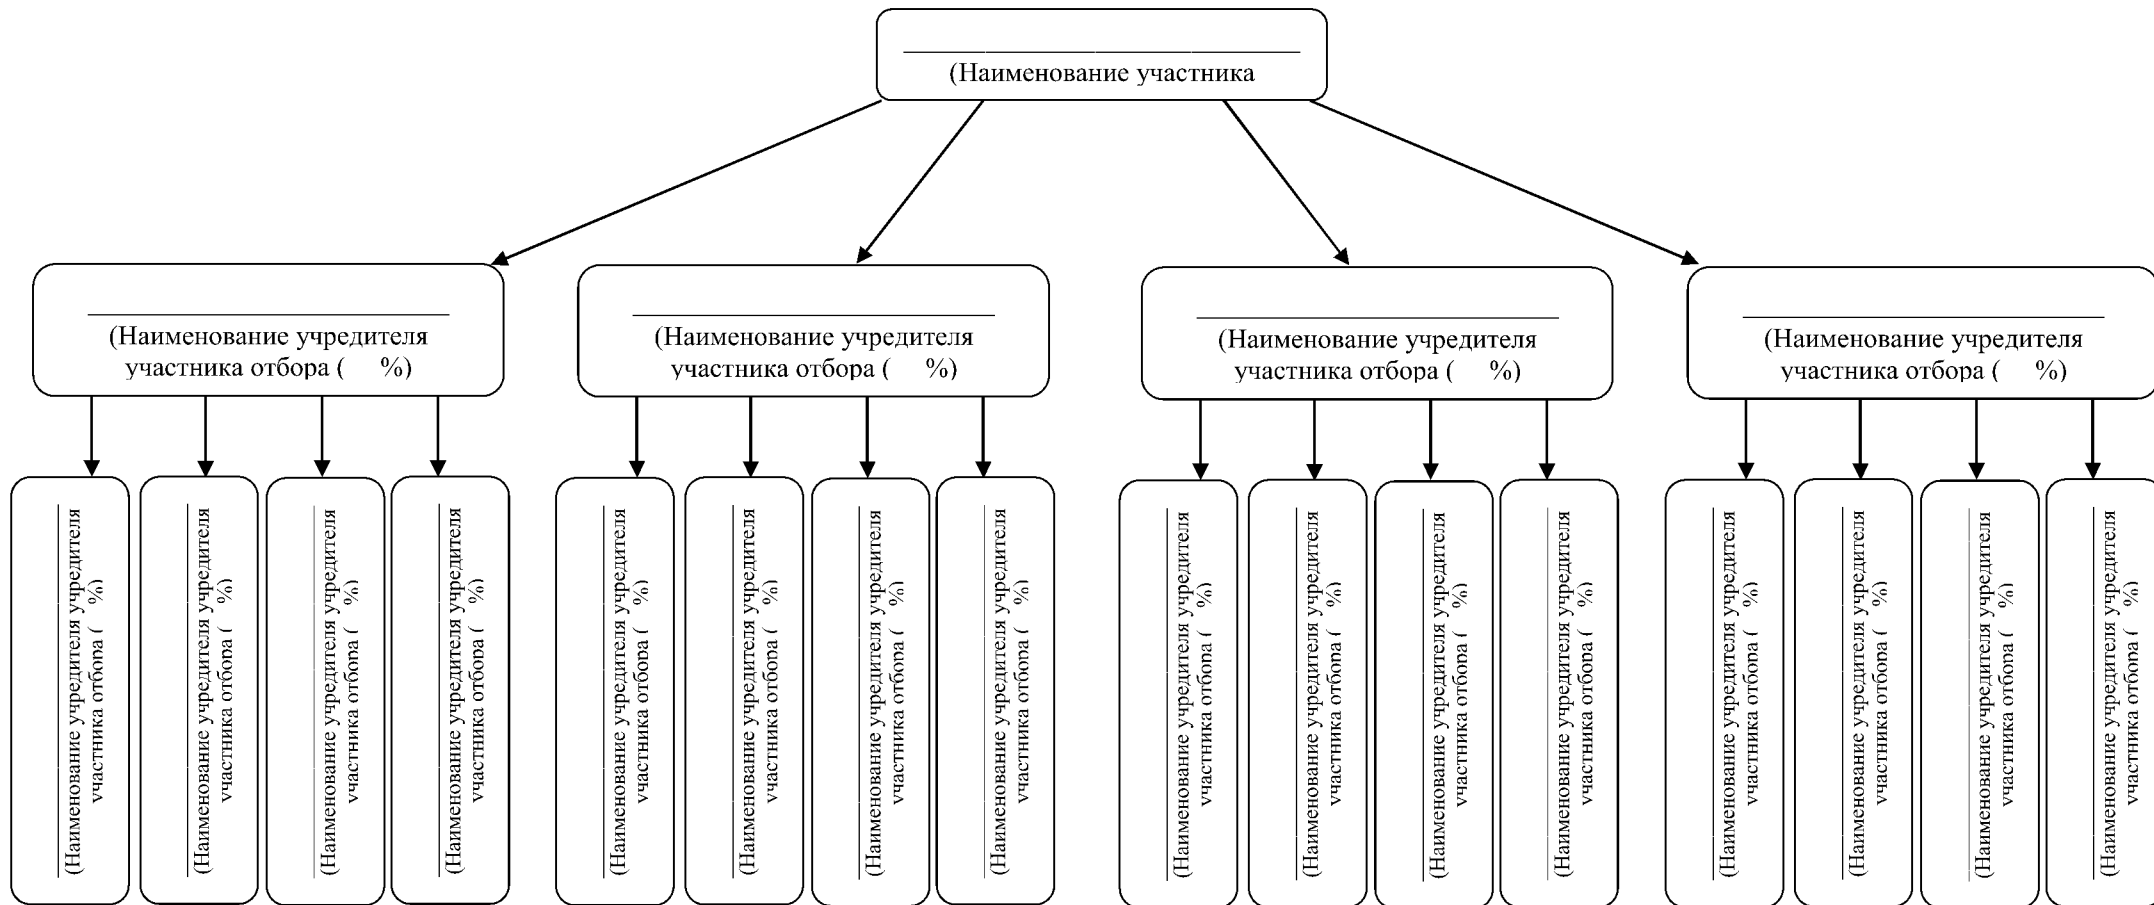 (Наименование участника
(Наименование учредителя
участника отбора ( %)
(Наименование учредителя
участника отбора ( %)
(Наименование учредителя
участника отбора ( %)
(Наименование учредителя
участника отбора ( %)
(Наименование учредителя учредителя
участника отбора ( %)
(Наименование учредителя учредителя
участника отбора ( %)
(Наименование учредителя учредителя
участника отбора ( %)
(Наименование учредителя учредителя
участника отбора ( %)
(Наименование учредителя учредителя
участника отбора ( %)
(Наименование учредителя учредителя
участника отбора ( %)
(Наименование учредителя учредителя
участника отбора ( %)
(Наименование учредителя учредителя
участника отбора ( %)
(Наименование учредителя учредителя
участника отбора ( %)
(Наименование учредителя учредителя
участника отбора ( %)
(Наименование учредителя учредителя
участника отбора ( %)
(Наименование учредителя учредителя
участника отбора ( %)
(Наименование учредителя учредителя
участника отбора ( %)
(Наименование учредителя учредителя
участника отбора ( %)
(Наименование учредителя учредителя
участника отбора ( %)
(Наименование учредителя учредителя
участника отбора ( %)